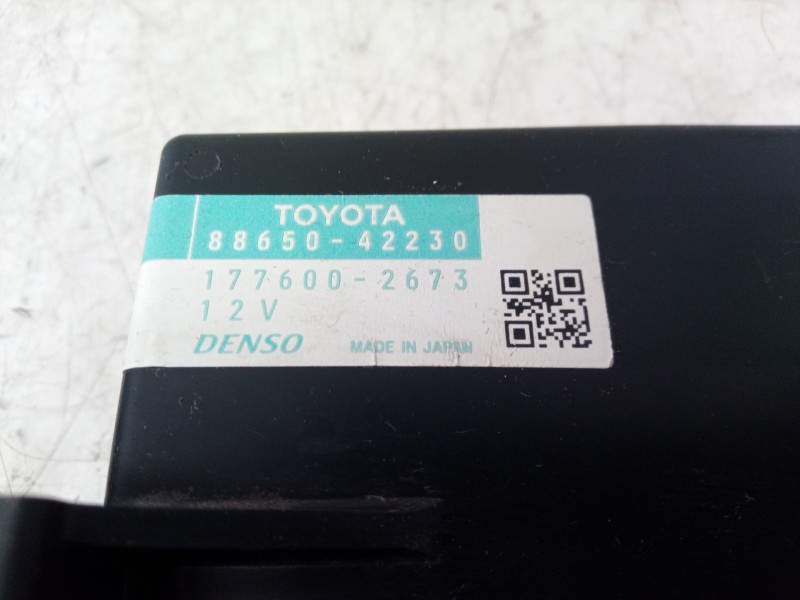 TOYOTA
88650-42230
177600-2673
12V
DENSO MADE IN JAPAN